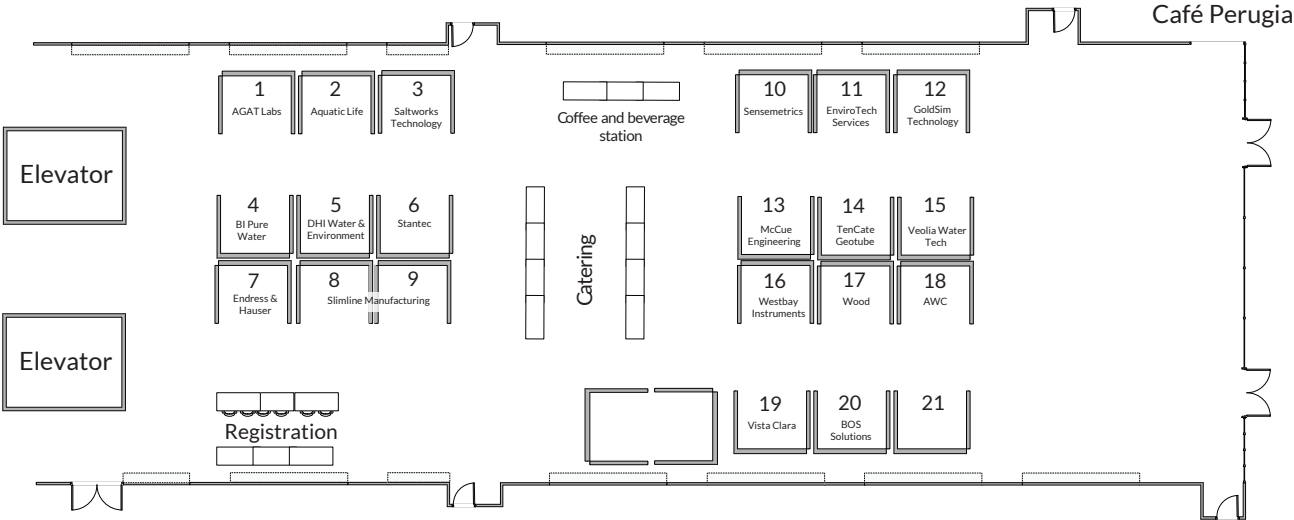 Café Perugia
1
AGAT Labs
2
Aquatic Life
3
Saltworks
Technology
Coffee and beverage
station
10
Sensemetrics
11
EnviroTech
Services
12
GoldSim
Technology
Elevator
4
BI Pure
Water
5
DHI Water &
Environment
6
Stantec
7
Endress &
Hauser
8
9
Slimline Manufacturing
Catering
13
McCue
Engineering
14
TenCate
Geotube
15
Veolia Water
Tech
16
Westbay
Instruments
17
Wood
18
AWC
Elevator
Registration
19
Vista Clara
20
BOS
Solutions
21